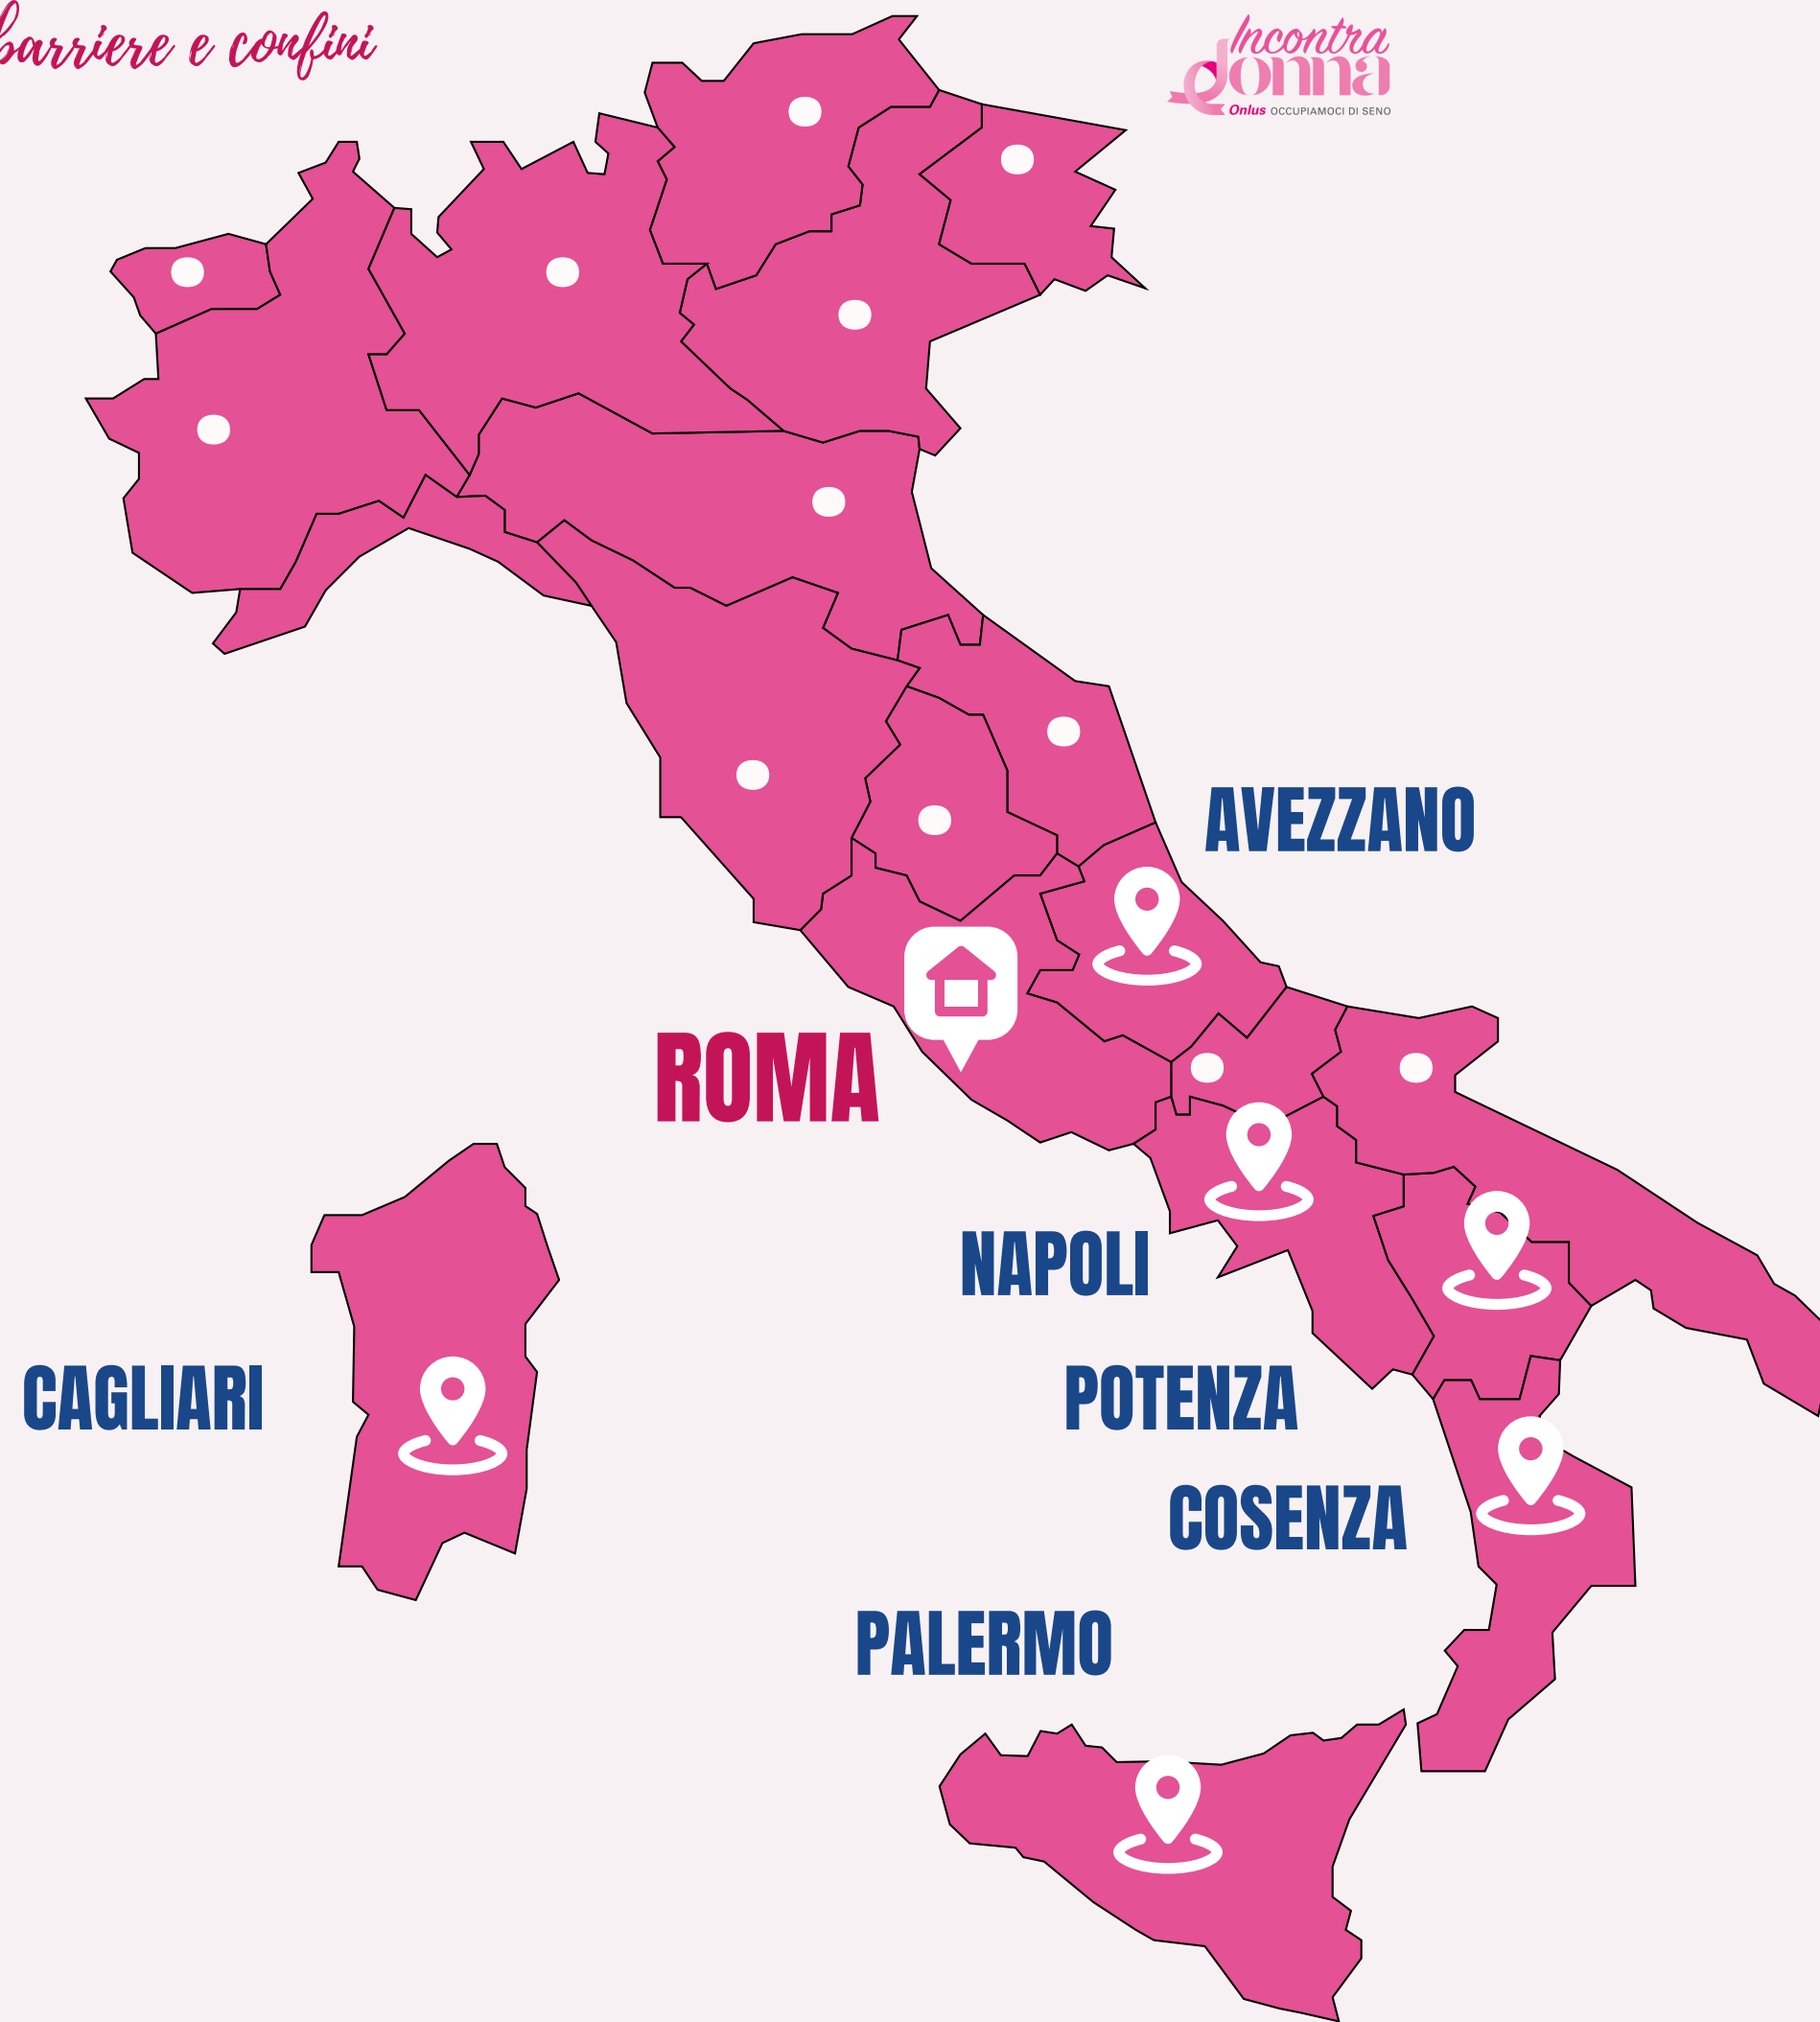 barriere e confini
Incontra
donna
Onlus OCCUPIAMOCI DI SENO
AVEZZANO
ROMA
NAPOLI
CAGLIARI
POTENZA
COSENZA
PALERMO